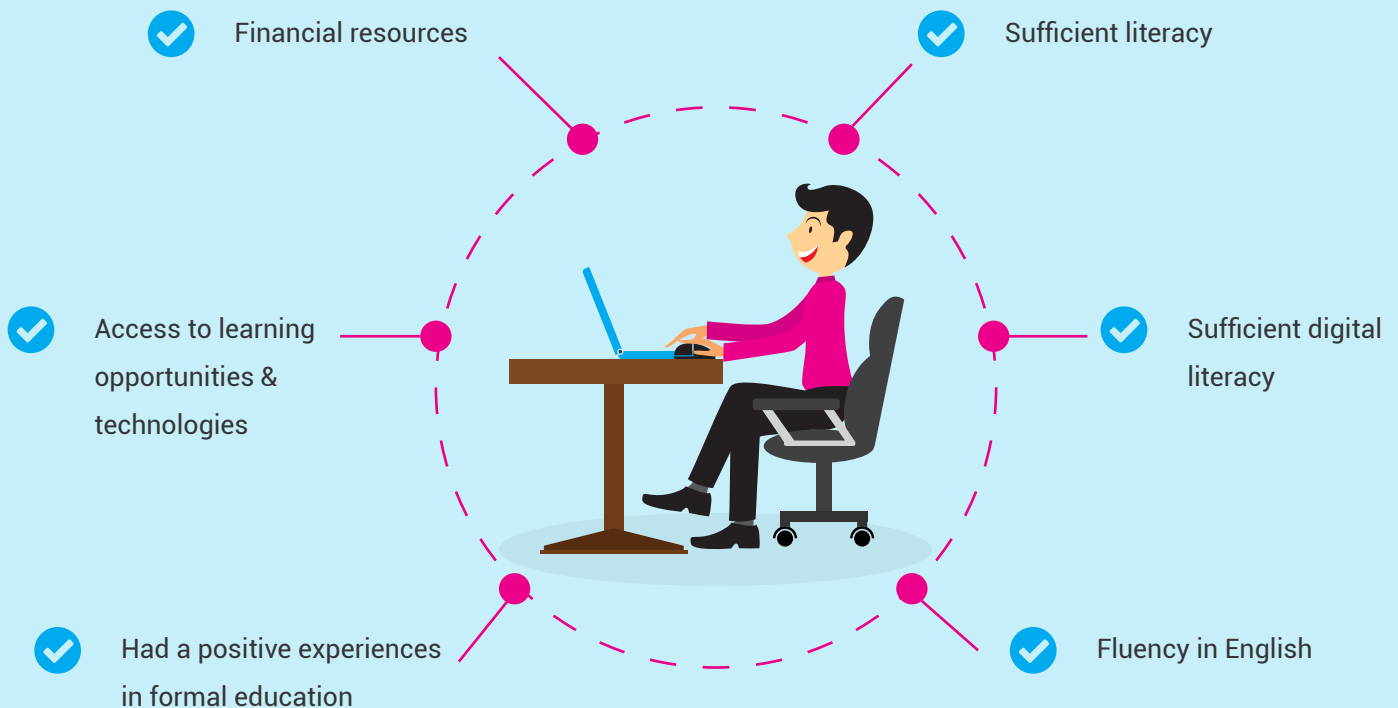 Financial resources
Sufficient literacy
Access to learning
opportunities &
technologies
Sufficient digital
literacy
Had a positive experiences
in formal education
Fluency in English